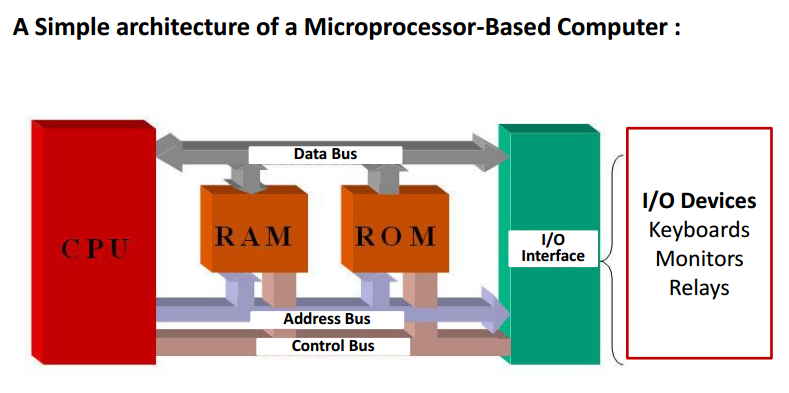 A Simple architecture of a Microprocessor-Based Computer :
Data Bus
CPU
RAM
ROM
I/O
Interface
I/O Devices
Keyboards
Monitors
Relays
Address Bus
Control Bus